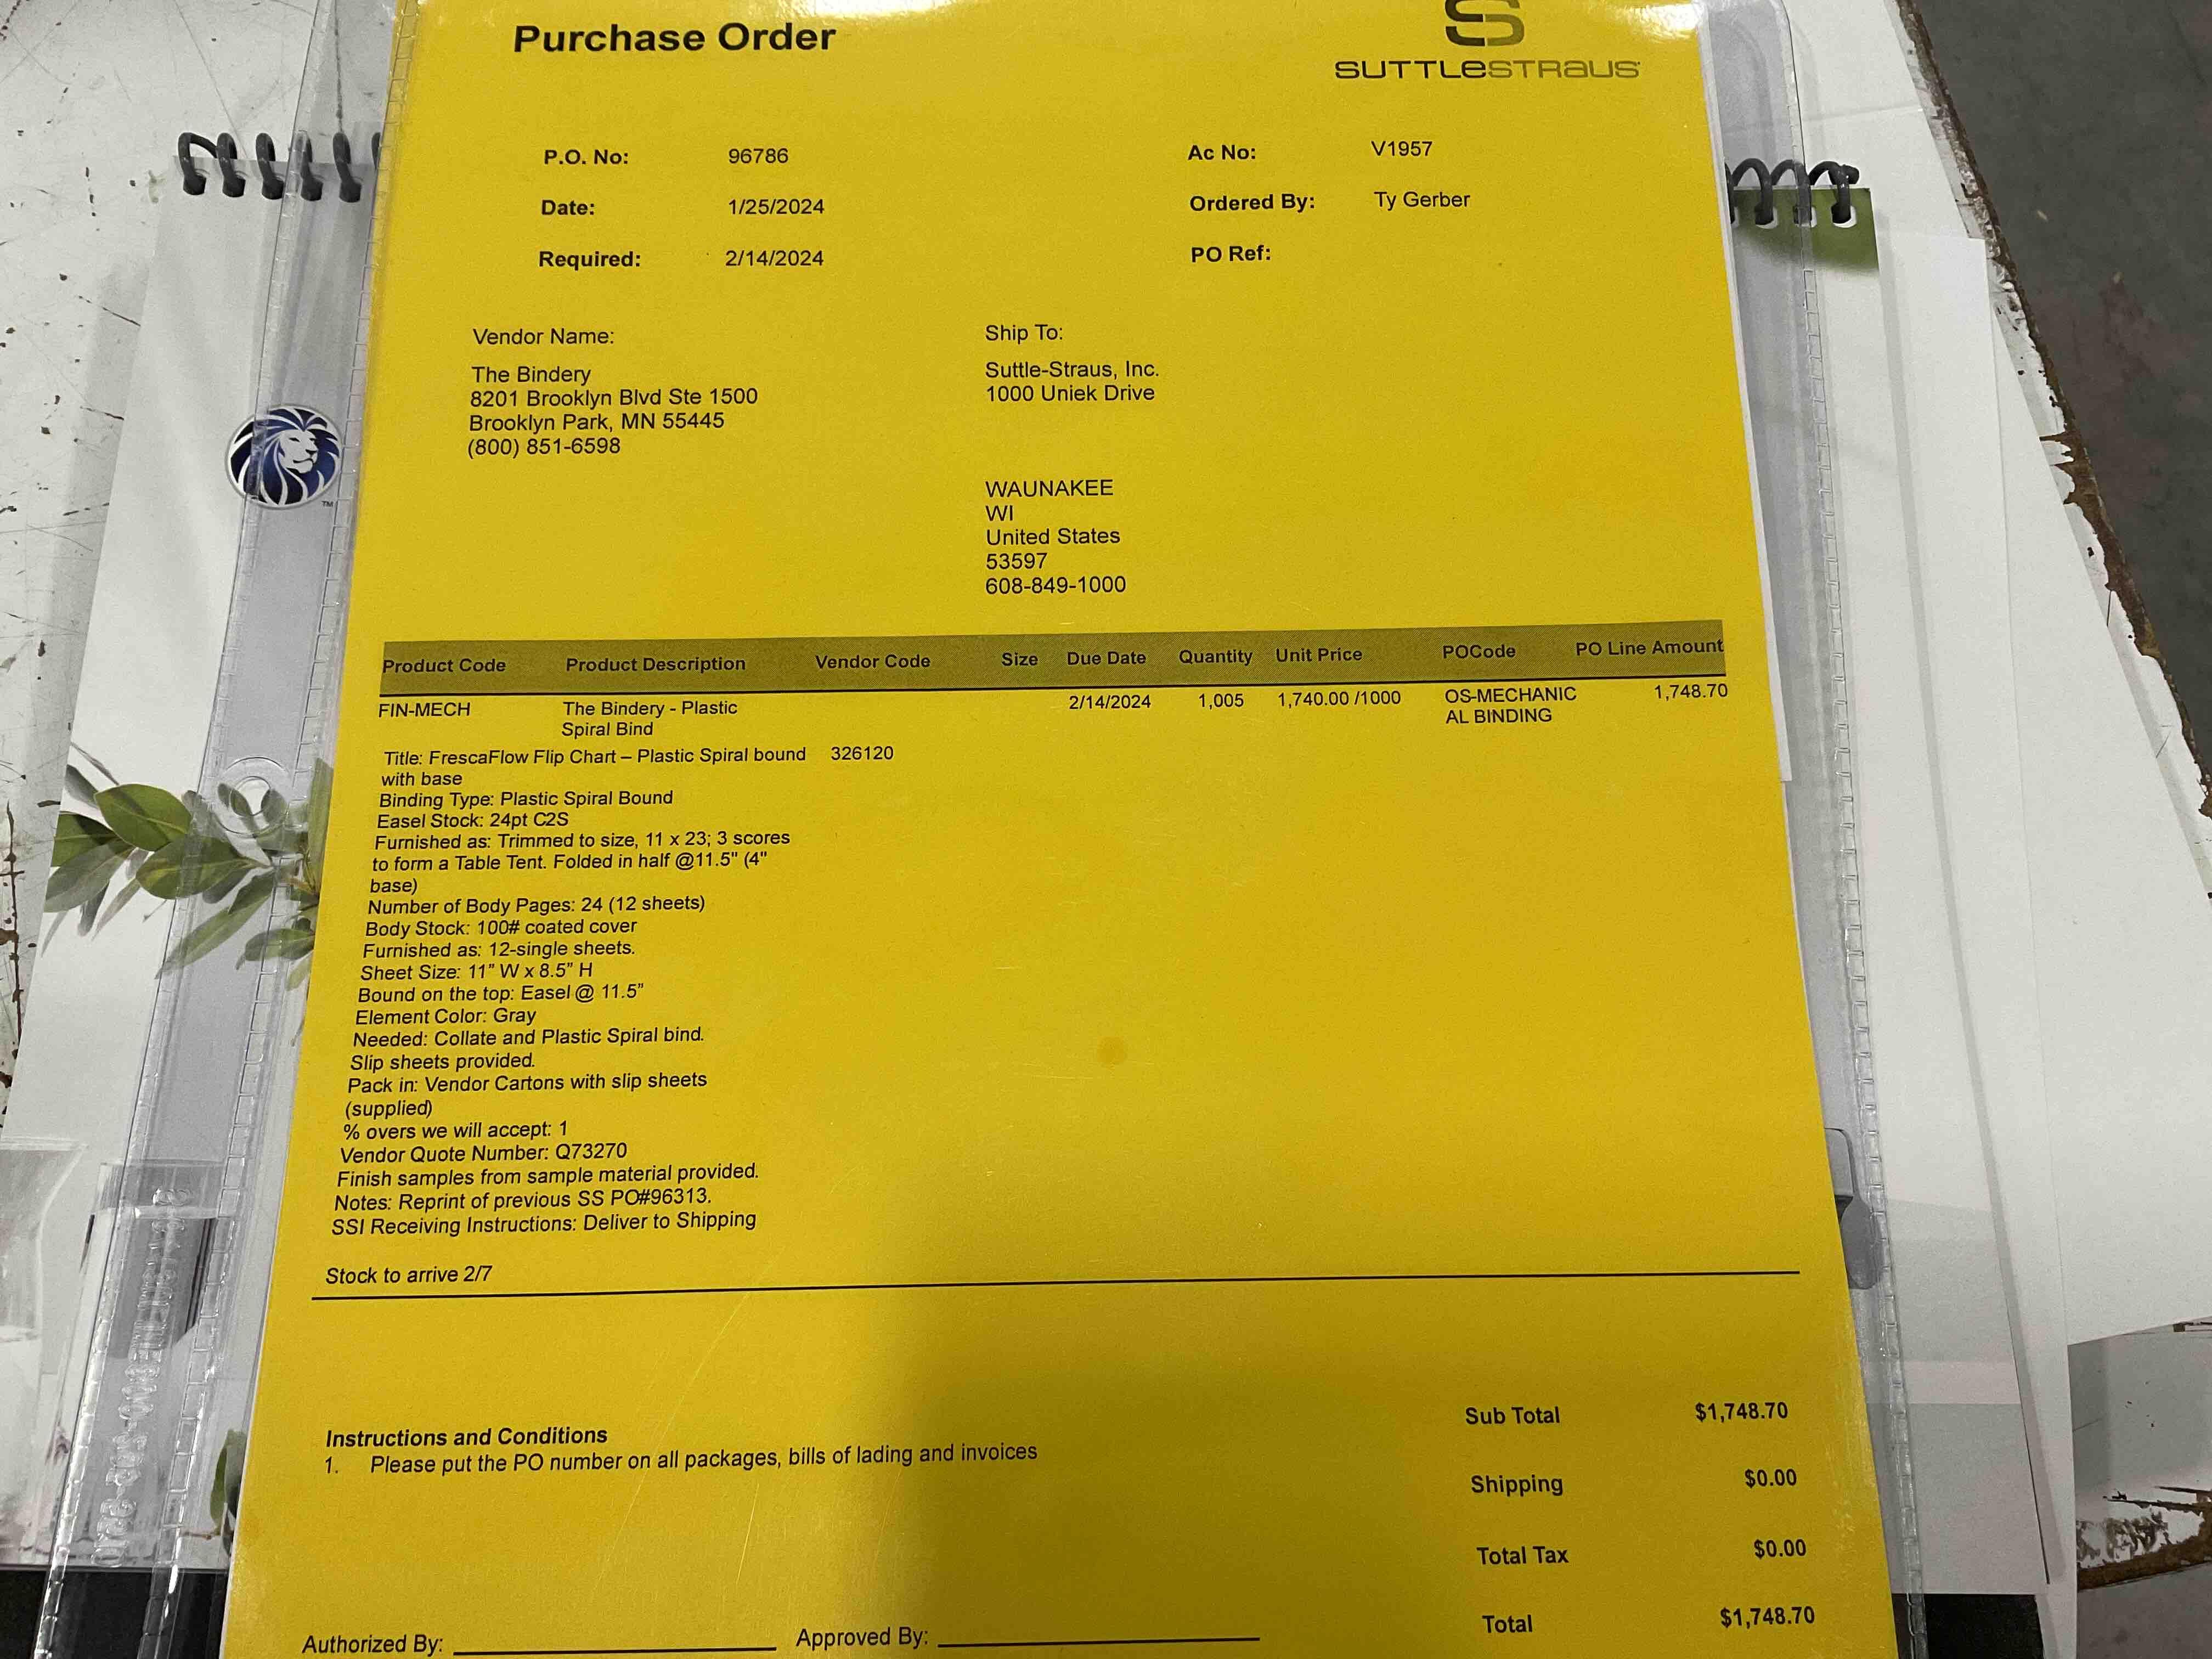 Purchase Order
SUTTLESTRAUS
P.O. No: 96786
Ac No: V1957
Date: 1/25/2024
Ordered By: Ty Gerber
Required: 2/14/2024
PO Ref:
Vendor Name:
The Bindery
8201 Brooklyn Blvd Ste 1500
Brooklyn Park, MN 55445
(800) 851-6598
Ship To:
Suttle-Straus, Inc.
1000 Uniek Drive
WAUNAKEE
WI
United States
53597
608-849-1000
TM
Product Code Product Description Vendor Code Size Due Date Quantity Unit Price POCode PO Line Amount
FIN-MECH The Bindery - Plastic 2/14/2024 1,005 1,740.00 /1000 OS-MECHANIC 1,748.70
Spiral Bind AL BINDING
Title: FrescaFlow Flip Chart – Plastic Spiral bound 326120
with base
Binding Type: Plastic Spiral Bound
Easel Stock: 24pt C2S
Furnished as: Trimmed to size, 11 x 23; 3 scores
to form a Table Tent. Folded in half @11.5" (4"
base)
Number of Body Pages: 24 (12 sheets)
Body Stock: 100# coated cover
Furnished as: 12-single sheets.
Sheet Size: 11” W x 8.5” H
Bound on the top: Easel @ 11.5”
Element Color: Gray
Needed: Collate and Plastic Spiral bind.
Slip sheets provided.
Pack in: Vendor Cartons with slip sheets
(supplied)
% overs we will accept: 1
Vendor Quote Number: Q73270
Finish samples from sample material provided.
Notes: Reprint of previous SS PO#96313.
SSI Receiving Instructions: Deliver to Shipping
Stock to arrive 2/7
Instructions and Conditions
1. Please put the PO number on all packages, bills of lading and invoices
Sub Total $1,748.70
Shipping $0.00
Total Tax $0.00
Total $1,748.70
Authorized By: Approved By: